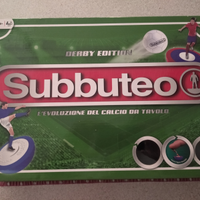 DERBY EDITION
Subbuteo
L'EVOLUZIONE DEL CALCIO DA TAVOLO